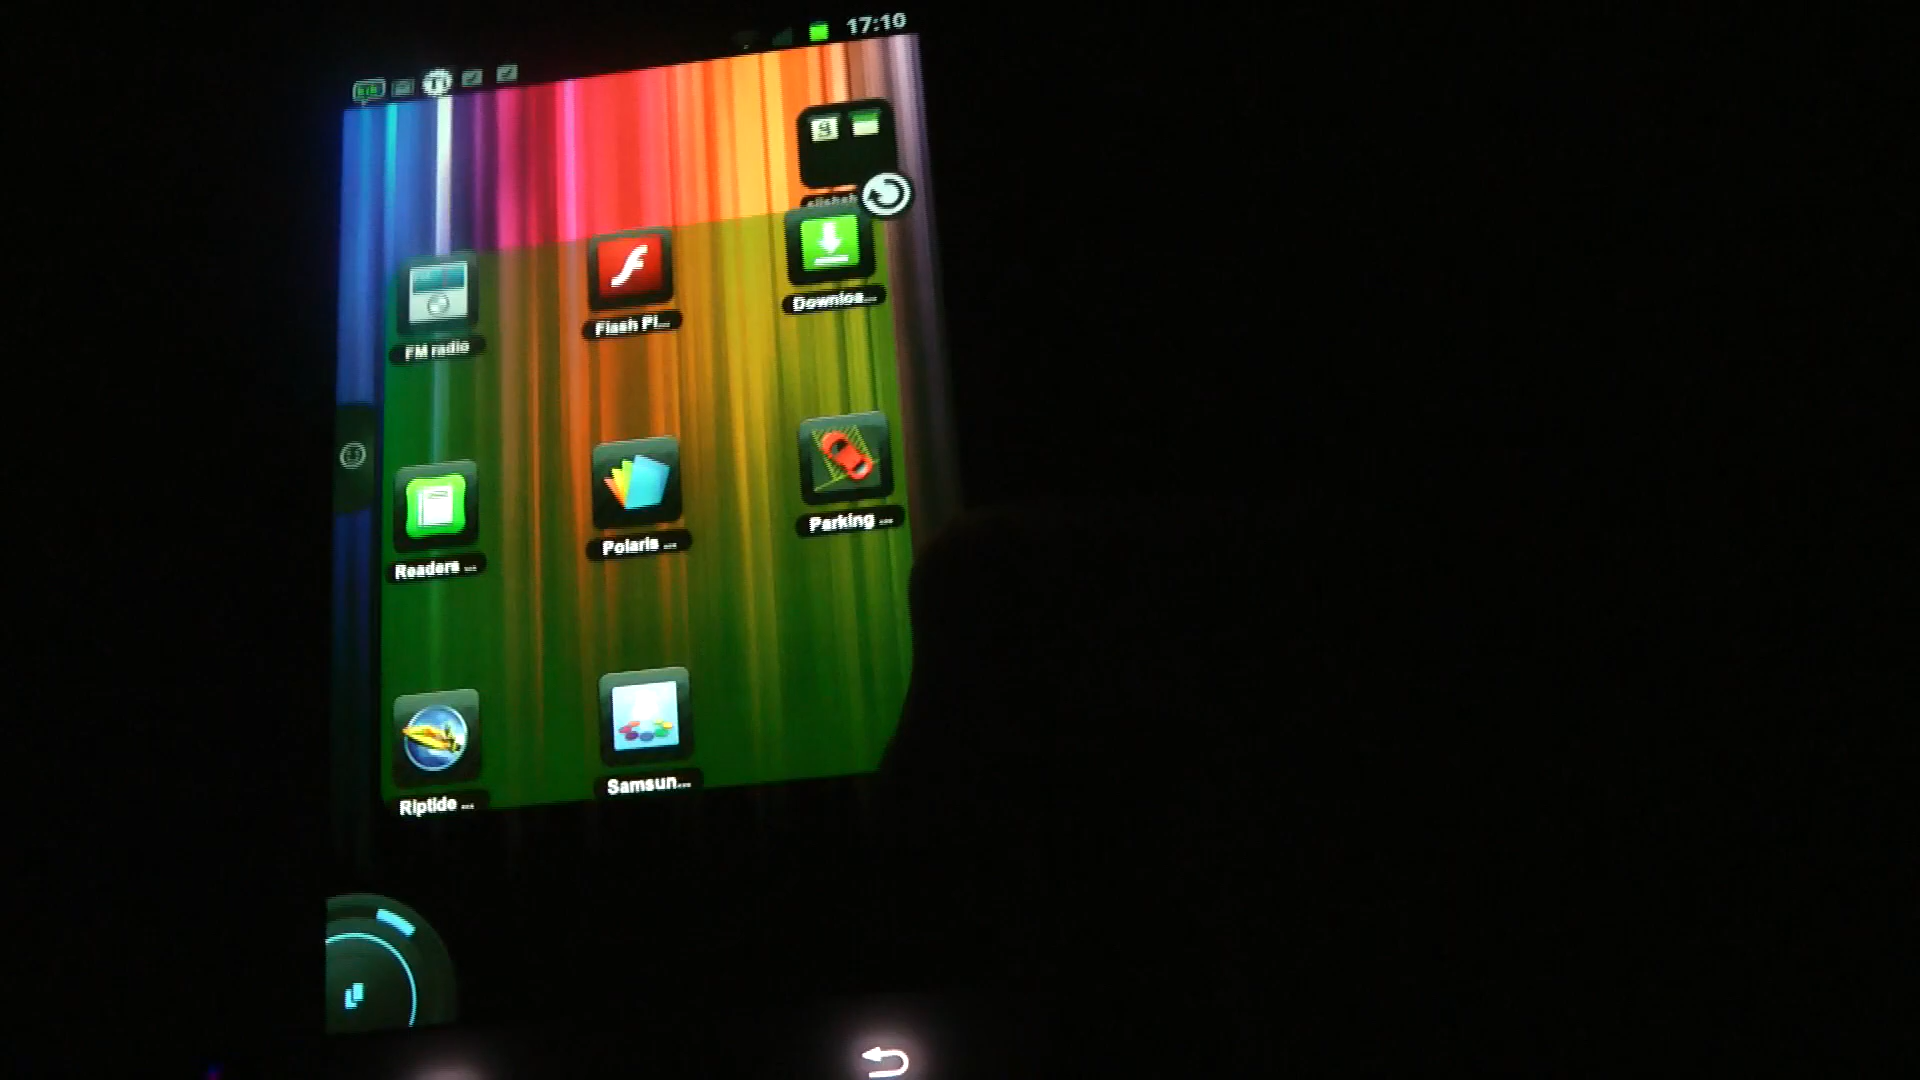 17:10
FM radio
Flash Pl...
Downloa...
Readers ...
Polaris ...
Parking ...
Riptide ...
Samsun...